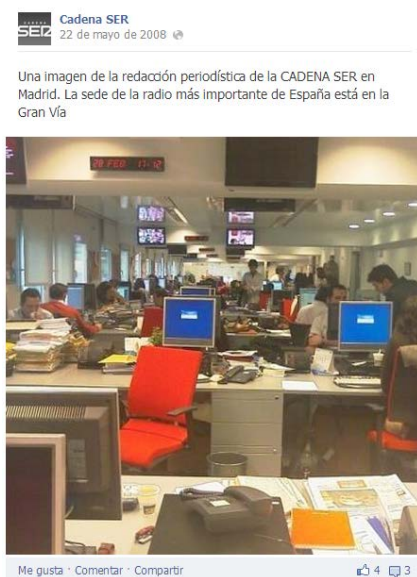 CADENA
SER
Cadena SER
22 de mayo de 2008
Una imagen de la redacción periodística de la CADENA SER en
Madrid. La sede de la radio más importante de España está en la
Gran Vía
28 FEB 17-12
Me gusta · Comentar · Compartir
4 3